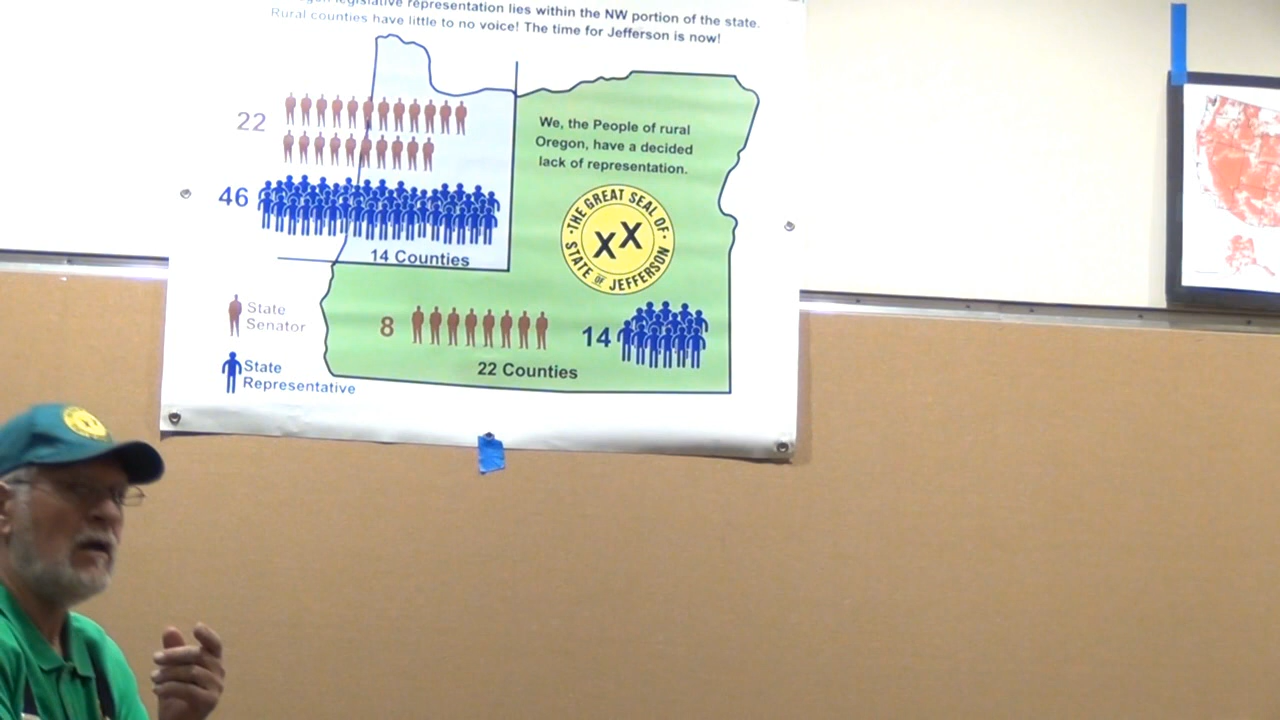 legislative representation lies within the NW portion of the state.
Rural counties have little to no voice! The time for Jefferson is now!
22
We, the People of rural
Oregon, have a decided
lack of representation.
46
·THE GREAT SEAL OF·
XX
STATE OF JEFFERSON
14 Counties
State
Senator
8
14
22 Counties
State
Representative